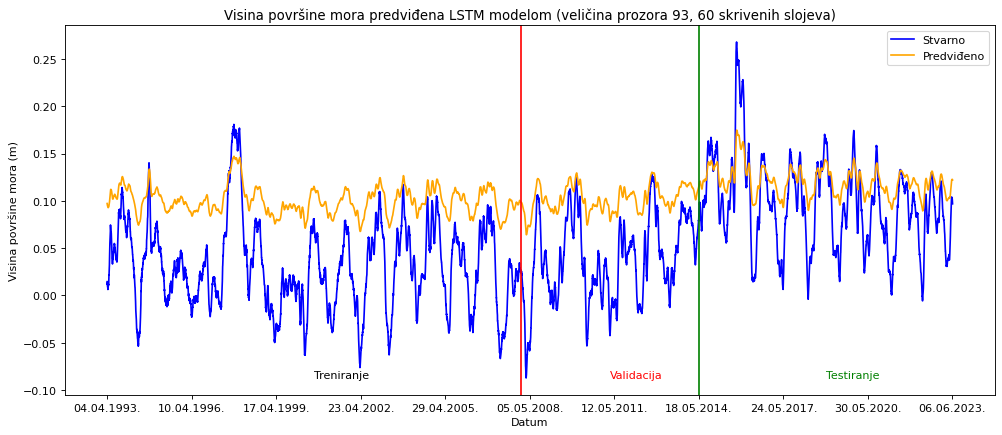 Visina površine mora predviđena LSTM modelom (veličina prozora 93, 60 skrivenih slojeva)
Stvarno
Predviđeno
Visina površine mora (m)
0.25
0.20
0.15
0.10
0.05
0.00
−0.05
−0.10
Treniranje
Validacija
Testiranje
04.04.1993.
10.04.1996.
17.04.1999.
23.04.2002.
29.04.2005.
05.05.2008.
12.05.2011.
18.05.2014.
24.05.2017.
30.05.2020.
06.06.2023.
Datum